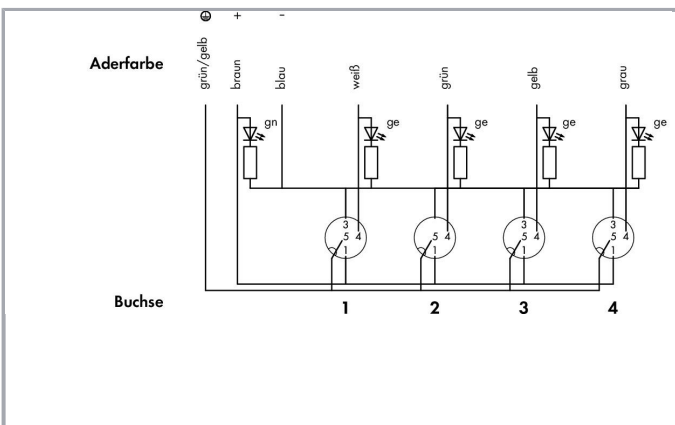 + -
Aderfarbe grün/gelb braun blau weiß grün gelb grau
gn ge ge ge ge
3 3 3
5 4 5 4 5 4 5 4
1 1 1 1
Buchse 1 2 3 4